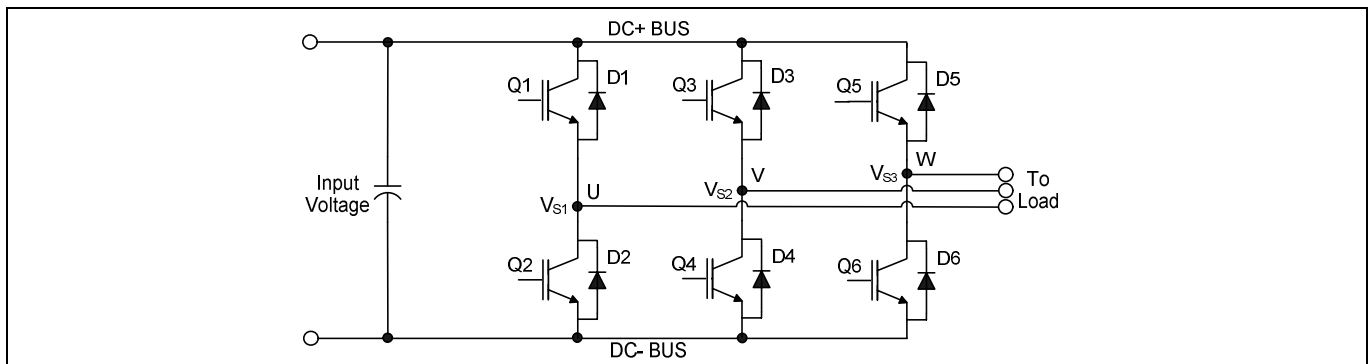 DC+ BUS
Q1
D1
Q3
D3
Q5
D5
Input
Voltage
VS1
U
VS2
V
VS3
W
To
Load
Q2
D2
Q4
D4
Q6
D6
DC- BUS